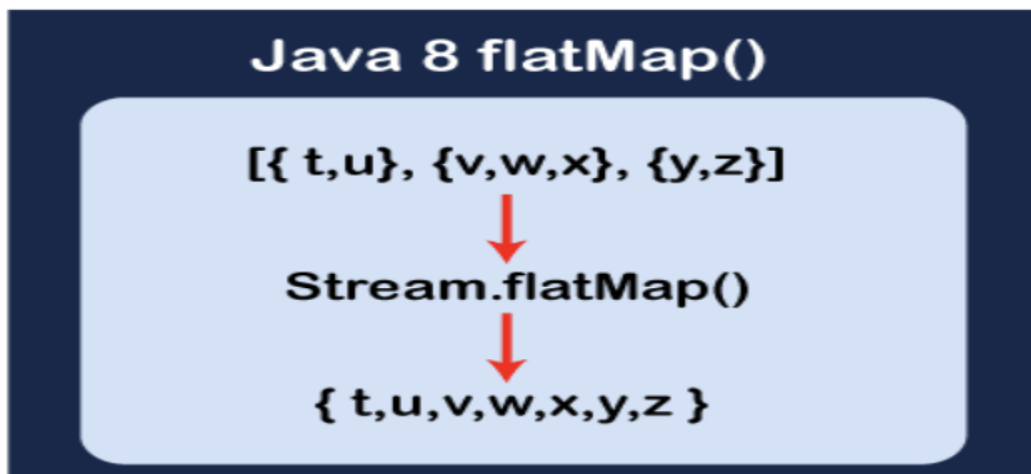 Java 8 flatMap()
[{ t,u}, {v,w,x}, {y,z}]
Stream.flatMap()
{ t,u,v,w,x,y,z }